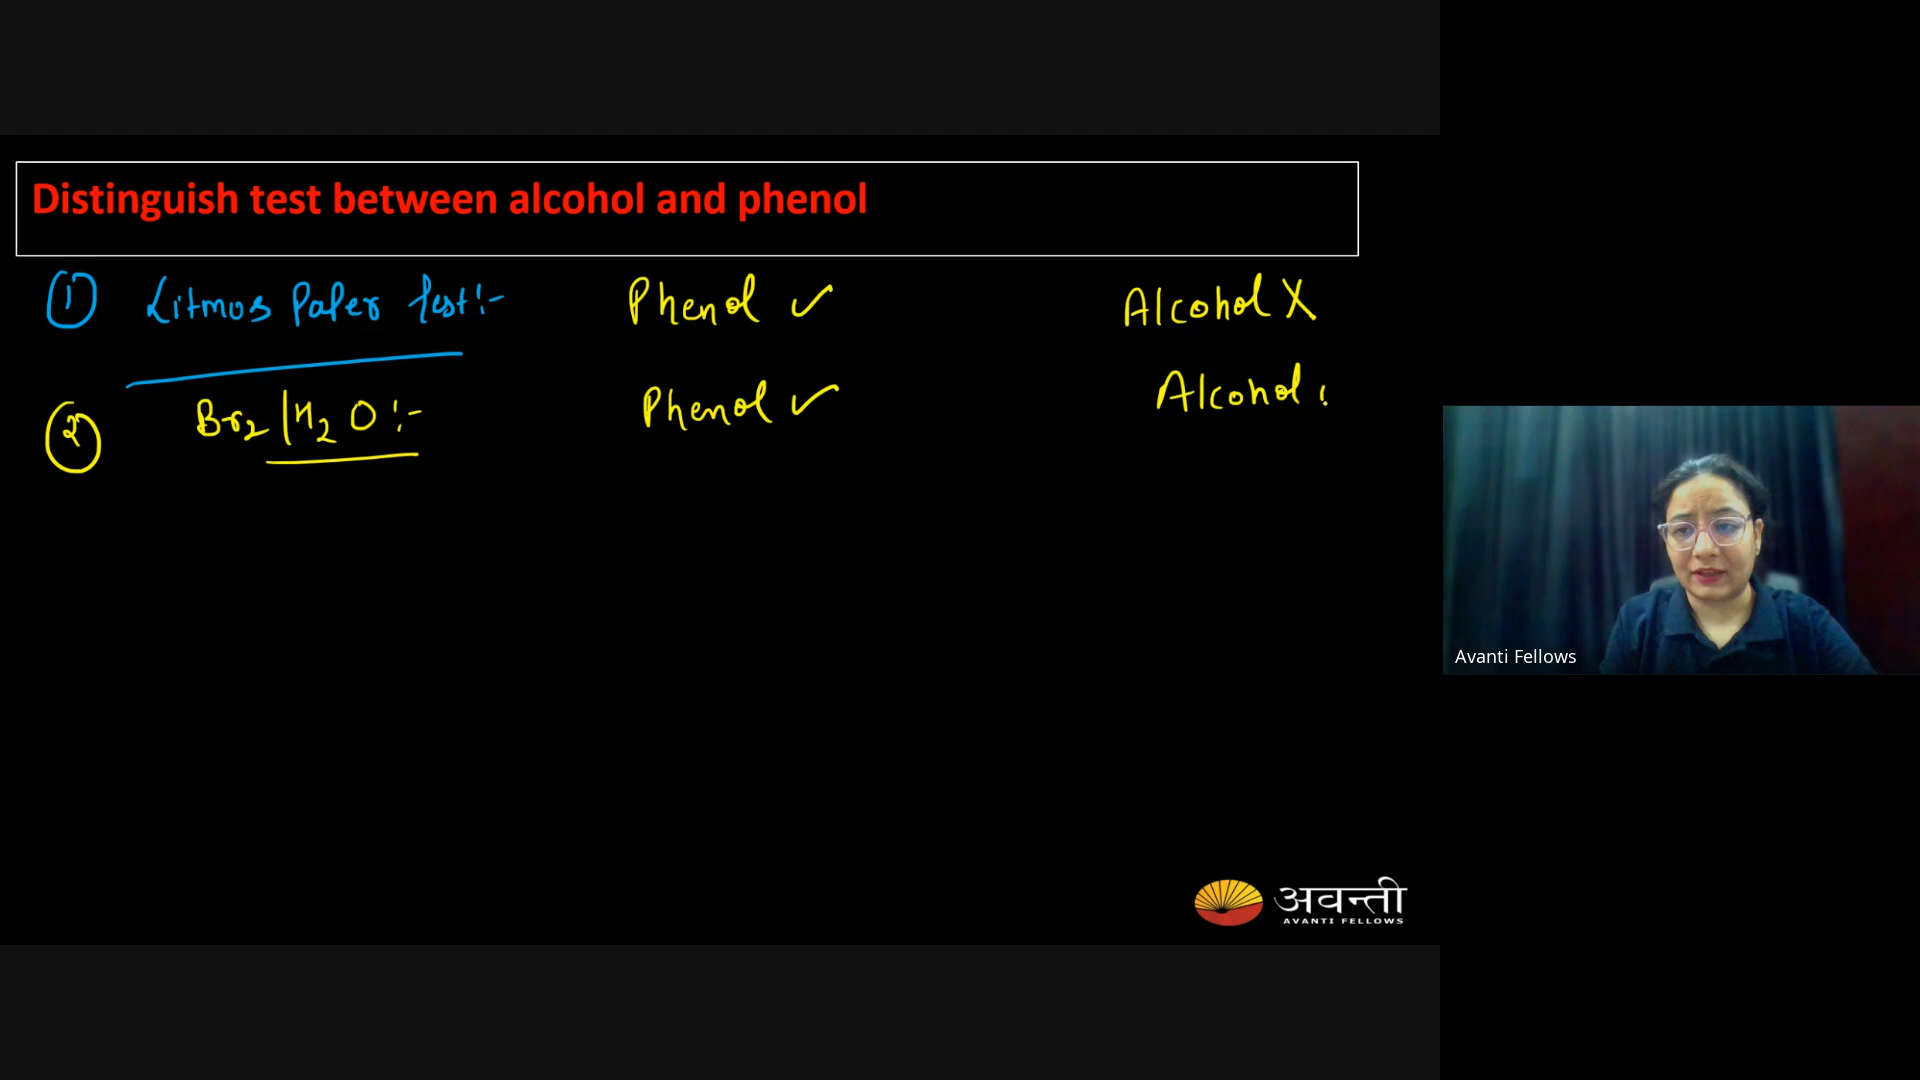 Distinguish test between alcohol and phenol
① Litmus Paper test:- Phenol ✓ Alcohol X
② Br2/H2O:- Phenol ✓ Alcohol
Avanti Fellows
अवन्ती
AVANTI FELLOWS